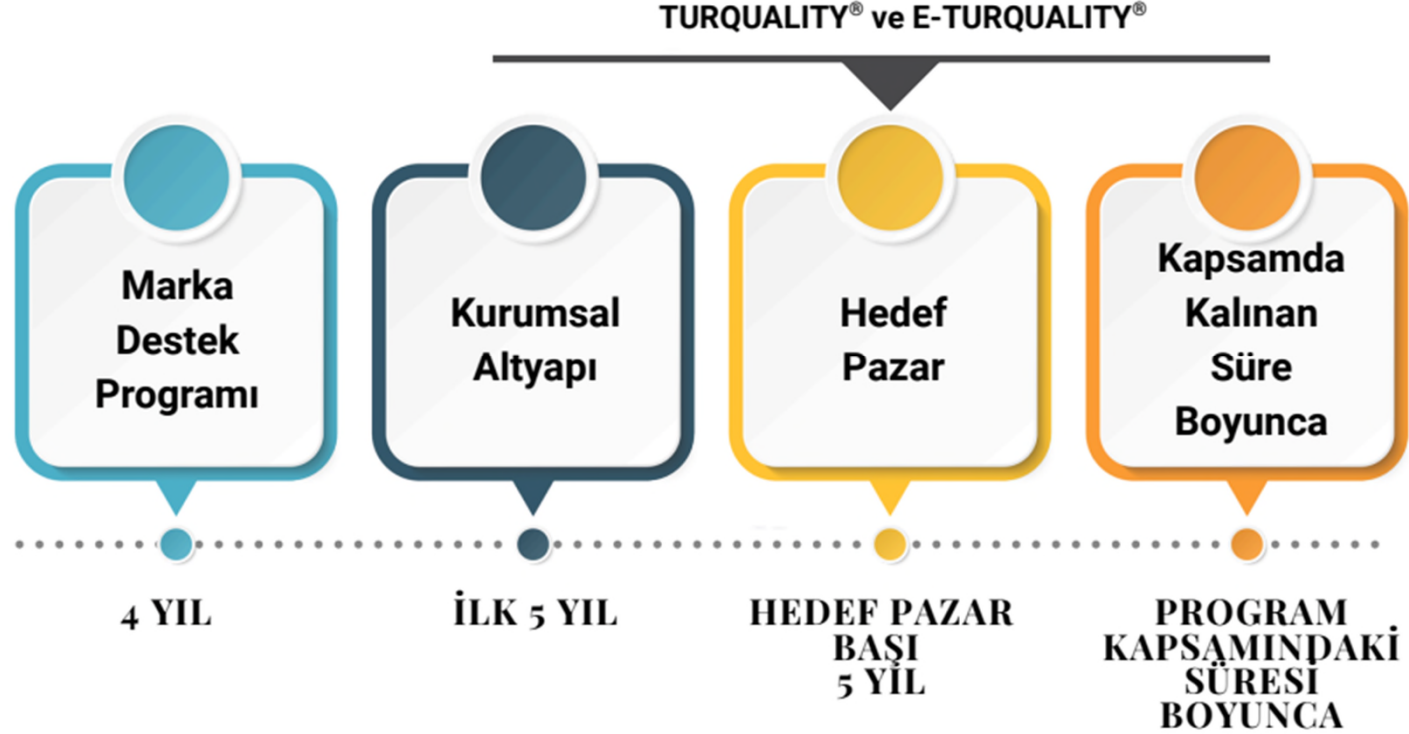 TURQUALITY® ve E-TURQUALITY®
Marka
Destek
Programı
Kurumsal
Altyapı
Hedef
Pazar
Kapsamda
Kalınan
Süre
Boyunca
4 YIL
İLK 5 YIL
HEDEF PAZAR
BAŞI
5 YIL
PROGRAM
KAPSAMINDAKİ
SÜRESİ
BOYUNCA